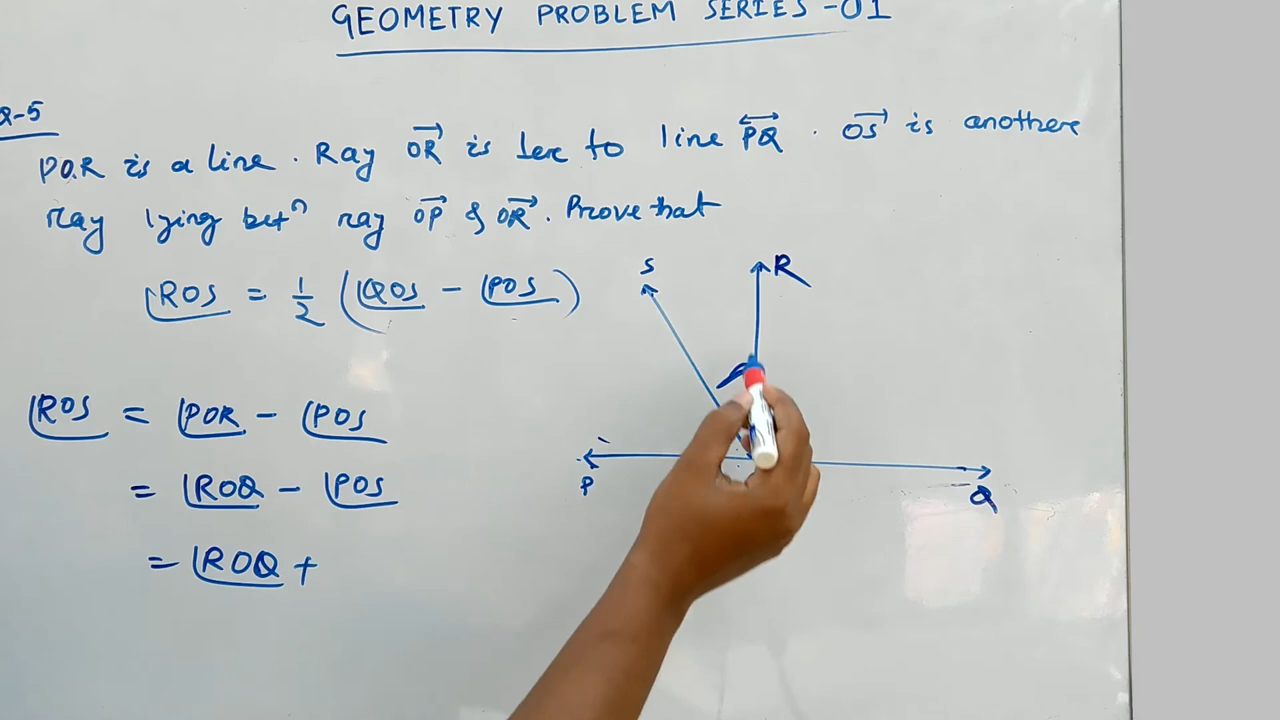 GEOMETRY PROBLEM SERIES -01
Q-5
POR is a line. Ray OR is ler to line PQ. OS is anothere
ray lying betn ray OP & OR. Prove that
∠ROS = 1/2 (∠QOS - ∠POS)
∠ROS = ∠POR - ∠POS
= ∠ROQ - ∠POS
= ∠ROQ +
S
R
P
Q